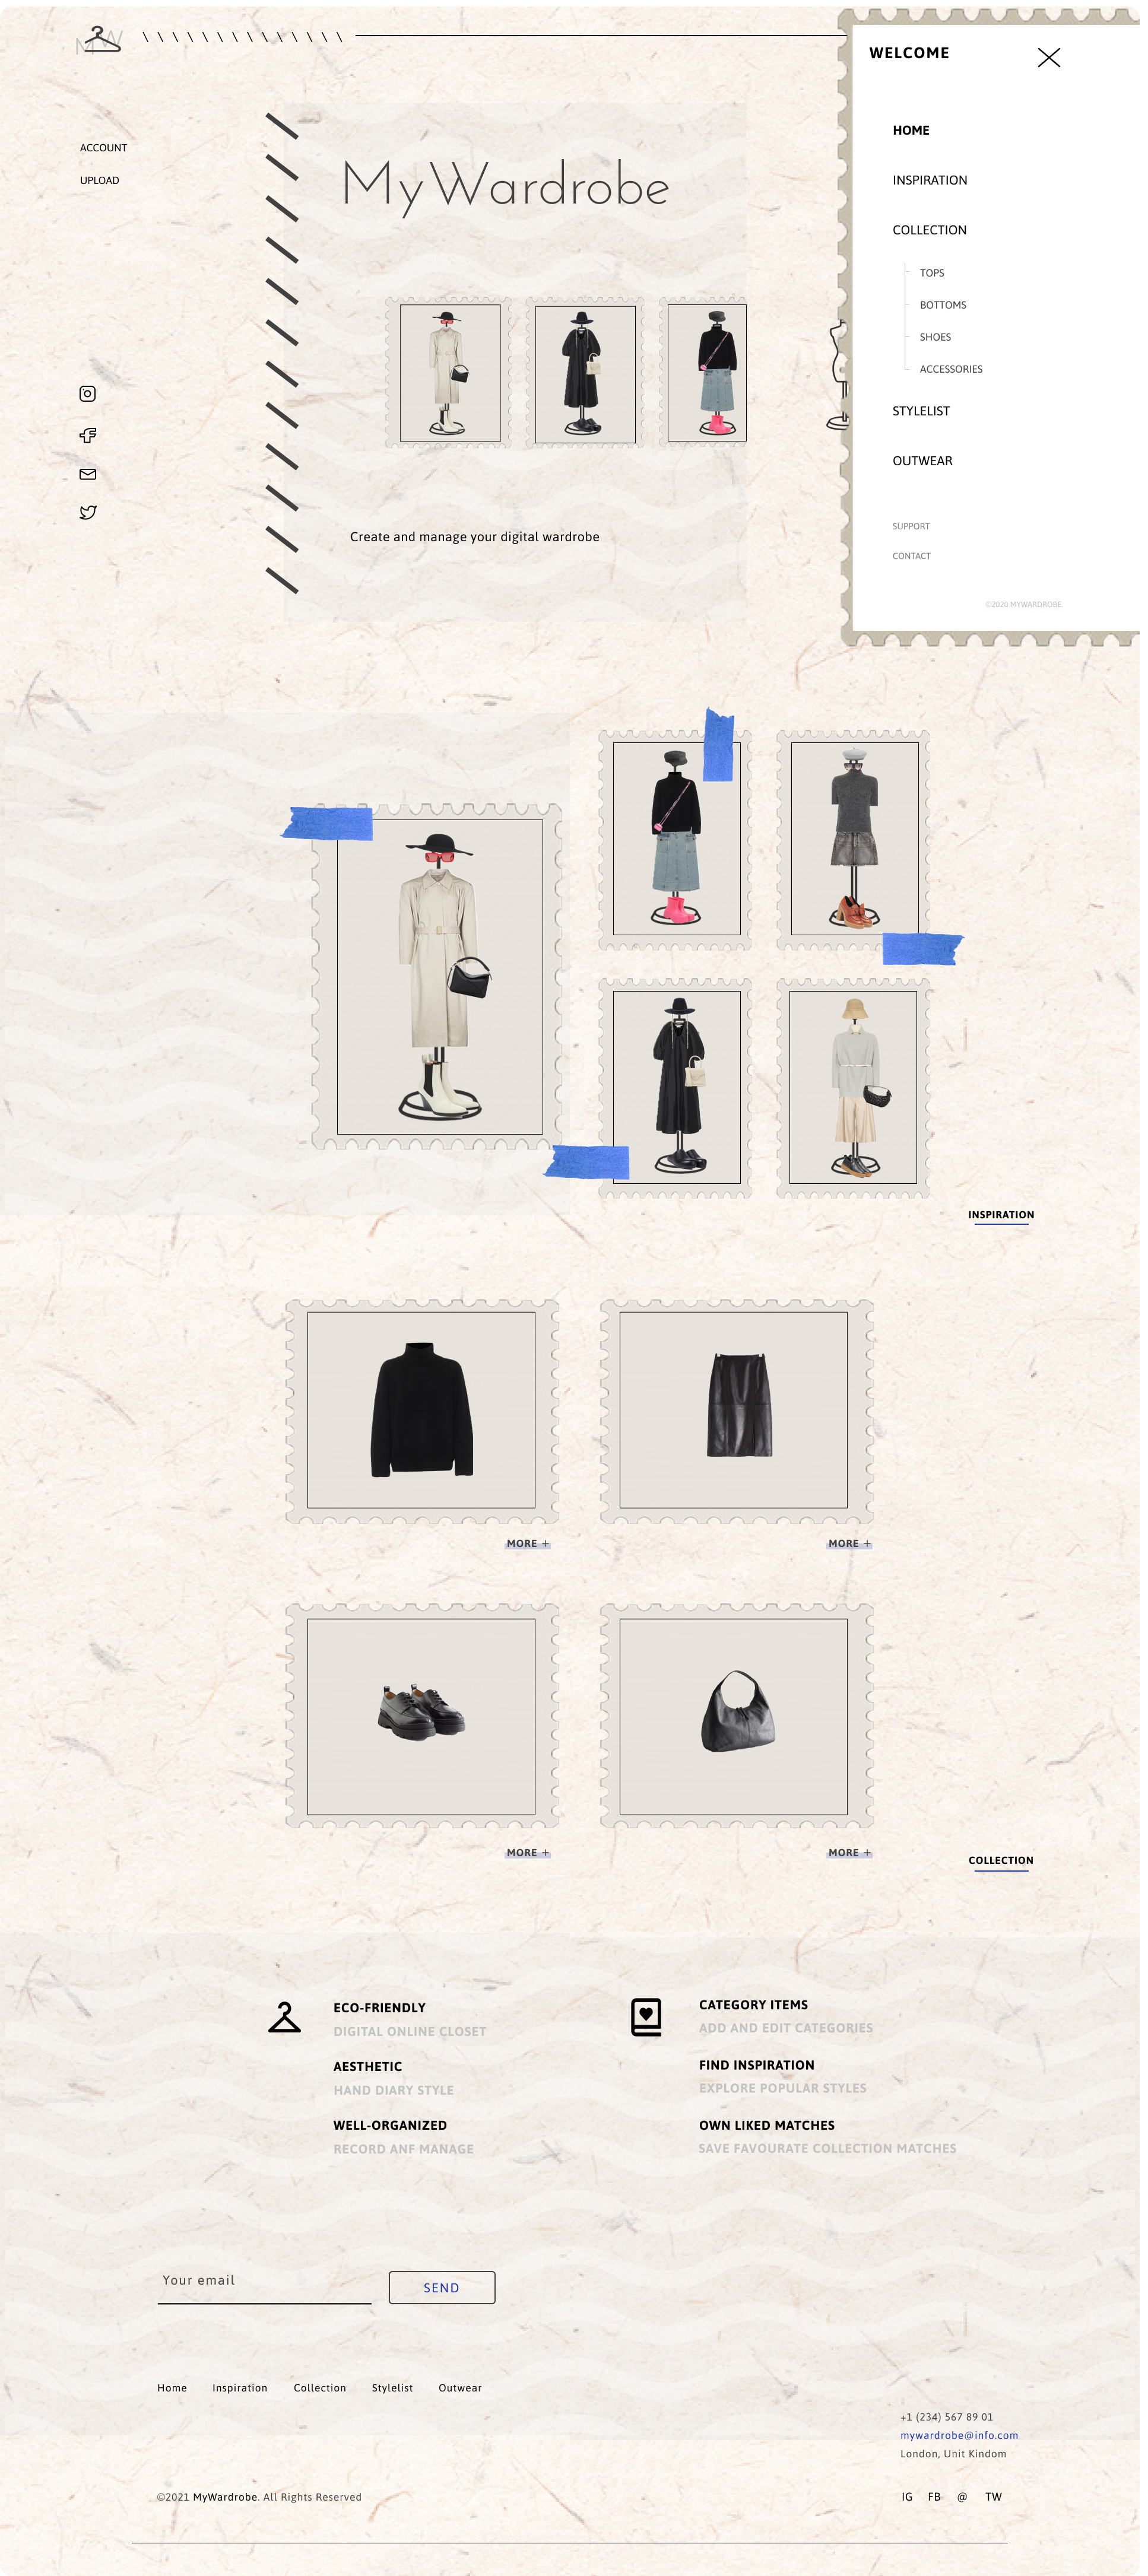 MW
WELCOME
HOME
INSPIRATION
COLLECTION
TOPS
BOTTOMS
SHOES
ACCESSORIES
STYLELIST
OUTWEAR
SUPPORT
CONTACT
©2020 MYWARDROBE
ACCOUNT
UPLOAD
MyWardrobe
Create and manage your digital wardrobe
INSPIRATION
MORE +
MORE +
MORE +
MORE +
COLLECTION
ECO-FRIENDLY
DIGITAL ONLINE CLOSET
AESTHETIC
HAND DIARY STYLE
WELL-ORGANIZED
RECORD ANF MANAGE
CATEGORY ITEMS
ADD AND EDIT CATEGORIES
FIND INSPIRATION
EXPLORE POPULAR STYLES
OWN LIKED MATCHES
SAVE FAVOURATE COLLECTION MATCHES
Your email
SEND
Home Inspiration Collection Stylelist Outwear
+1 (234) 567 89 01
mywardrobe@info.com
London, Unit Kindom
©2021 MyWardrobe. All Rights Reserved
IG FB @ TW